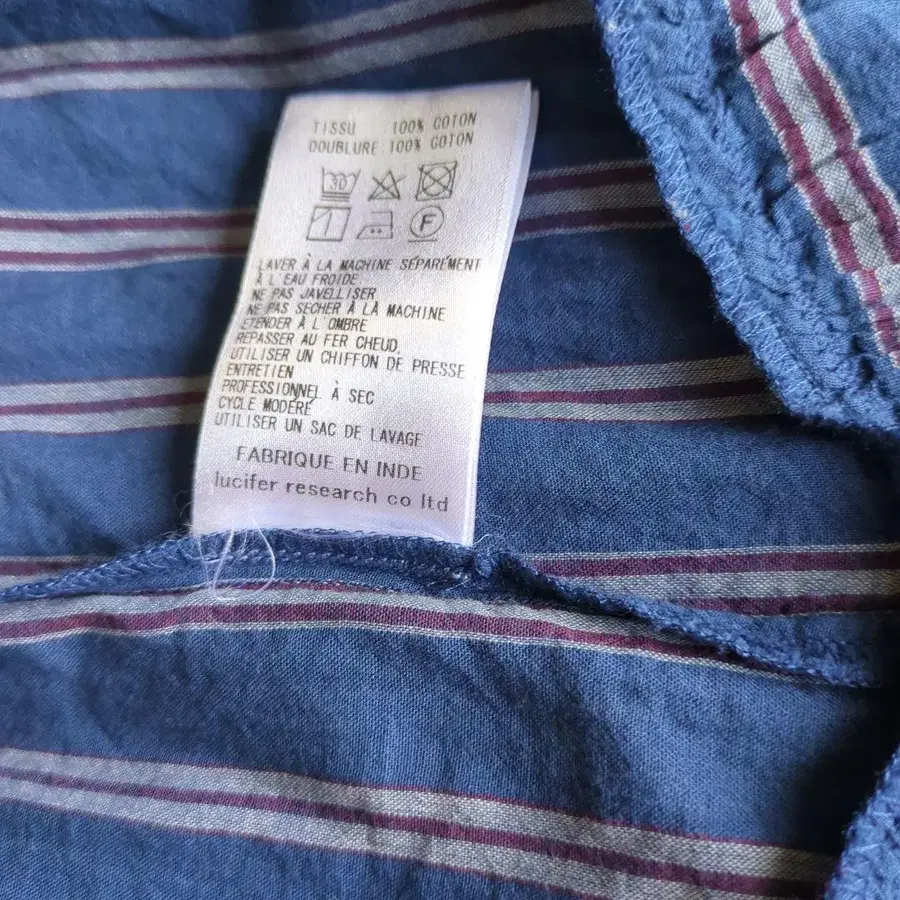 TISSU 100% COTON
DOUBLURE 100% COTON
30
F
LAVER À LA MACHINE SÉPARÉMENT
À L'EAU FROIDE
NE PAS JAVELLISER
NE PAS SECHER À LA MACHINE
ETENDER À L'OMBRE
REPASSER AU FER CHEUD,
UTILISER UN CHIFFON DE PRESSE
ENTRETIEN
PROFESSIONNEL À SEC
CYCLE MODÉRÉ
UTILISER UN SAC DE LAVAGE
FABRIQUE EN INDE
lucifer research co ltd